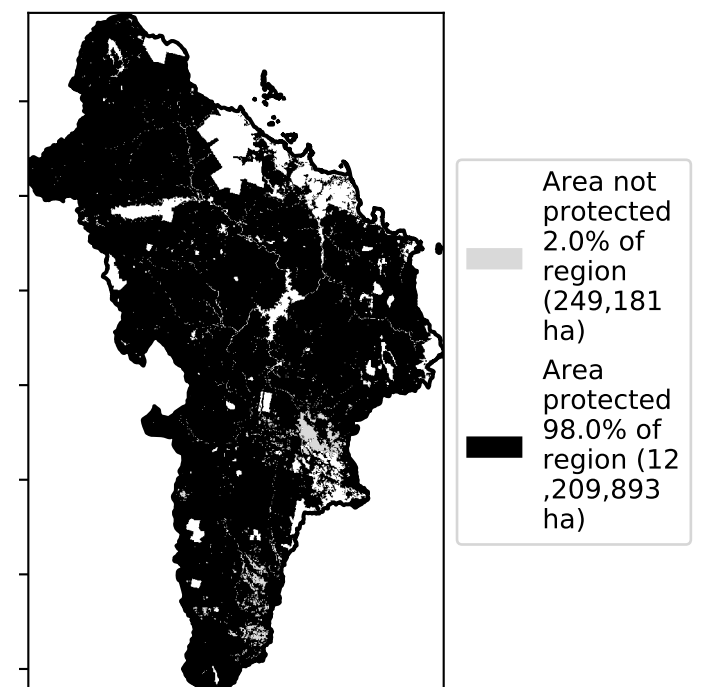 Area not
protected
2.0% of
region
(249,181
ha)
Area
protected
98.0% of
region (12
,209,893
ha)